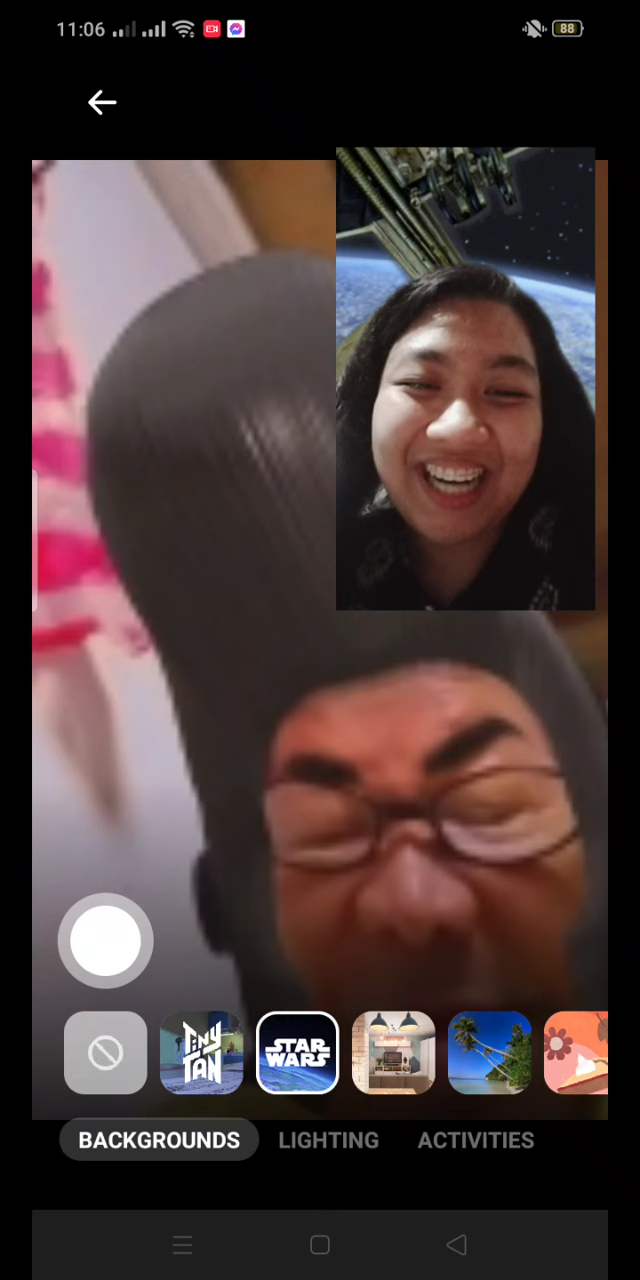 11:06
88
TiNY
TAN
STAR
WARS
BACKGROUNDS
LIGHTING
ACTIVITIES